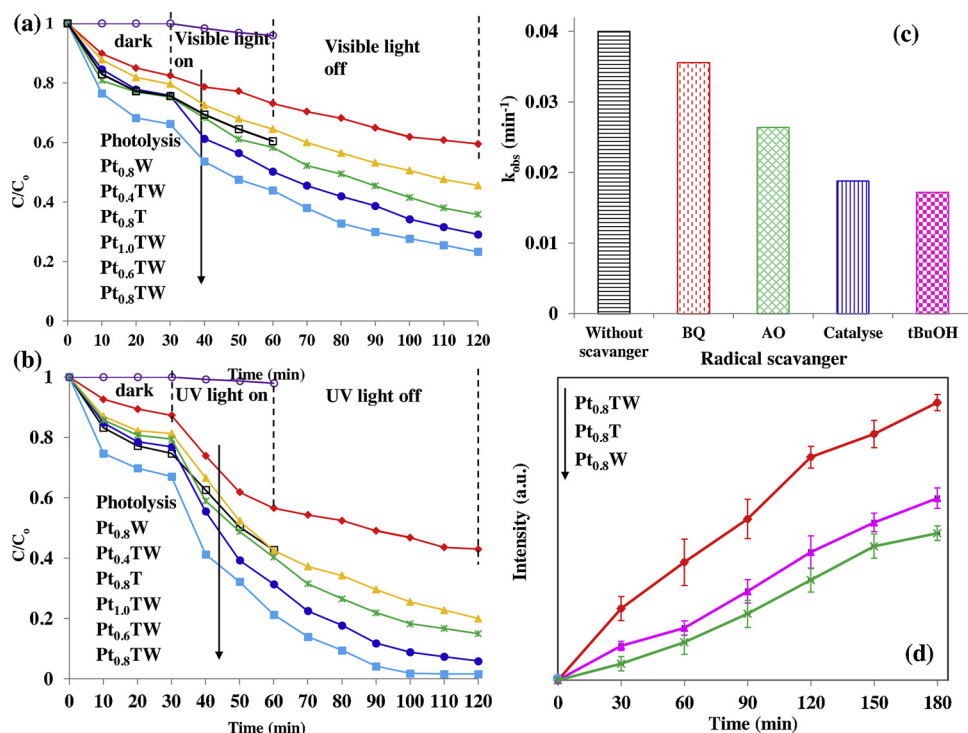 (a)
1
0.8
0.6
0.4
0.2
0
C/C₀
dark
Visible light
on
Visible light
off
Photolysis
Pt₀.₈W
Pt₀.₄TW
Pt₀.₈T
Pt₁.₀TW
Pt₀.₆TW
Pt₀.₈TW
0 10 20 30 40 50 60 70 80 90 100 110 120
Time (min)
(b)
1
0.8
0.6
0.4
0.2
0
C/C₀
dark
UV light on
UV light off
Photolysis
Pt₀.₈W
Pt₀.₄TW
Pt₀.₈T
Pt₁.₀TW
Pt₀.₆TW
Pt₀.₈TW
0 10 20 30 40 50 60 70 80 90 100 110 120
Time (min)
(c)
0.04
0.03
0.02
0.01
0
kobs (min⁻¹)
Without
scavanger
BQ
AO
Catalyse
tBuOH
Radical scavanger
Pt₀.₈TW
Pt₀.₈T
Pt₀.₈W
Intensity (a.u.)
(d)
0 30 60 90 120 150 180
Time (min)